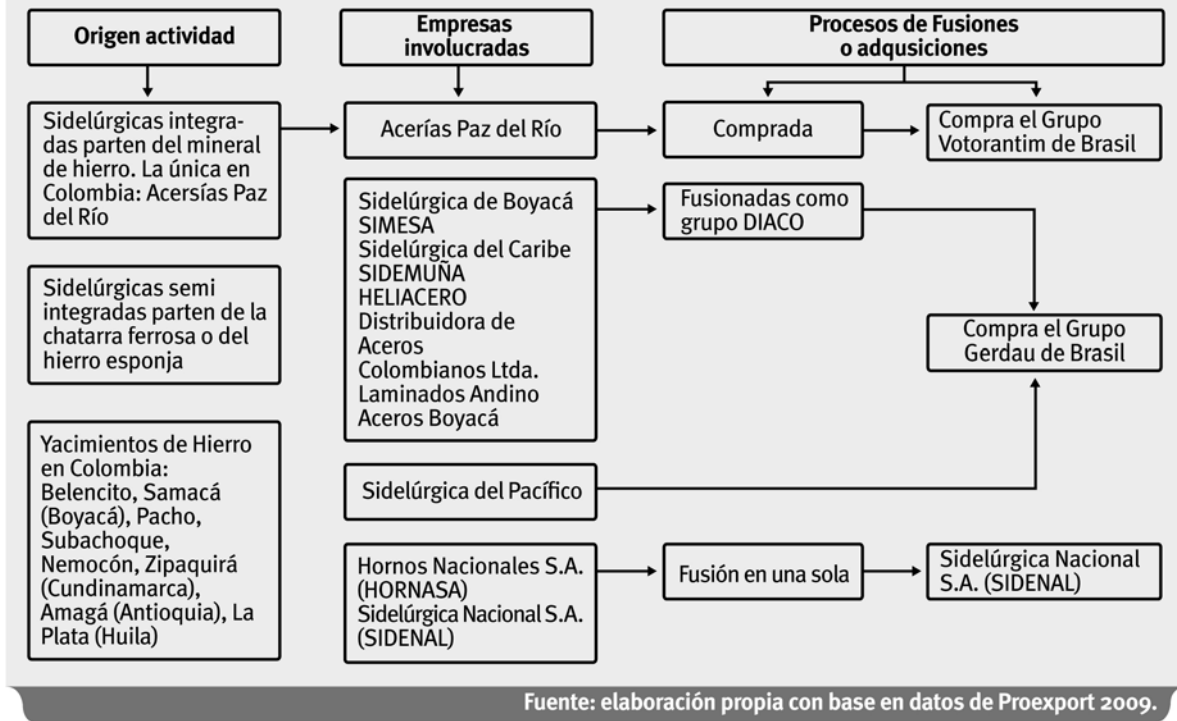 Origen actividad
Empresas
involucradas
Procesos de Fusiones
o adqusiciones
Sidelúrgicas integra-
das parten del mineral
de hierro. La única en
Colombia: Acersías Paz
del Río
Acerías Paz del Río
Comprada
Compra el Grupo
Votorantim de Brasil
Sidelúrgicas semi
integradas parten de la
chatarra ferrosa o del
hierro esponja
Sidelúrgica de Boyacá
SIMESA
Sidelúrgica del Caribe
SIDEMUÑA
HELIACERO
Distribuidora de
Aceros
Colombianos Ltda.
Laminados Andino
Aceros Boyacá
Fusionadas como
grupo DIACO
Compra el Grupo
Gerdau de Brasil
Yacimientos de Hierro
en Colombia:
Belencito, Samacá
(Boyacá), Pacho,
Subachoque,
Nemocón, Zipaquirá
(Cundinamarca),
Amagá (Antioquia), La
Plata (Huila)
Sidelúrgica del Pacífico
Hornos Nacionales S.A.
(HORNASA)
Sidelúrgica Nacional S.A.
(SIDENAL)
Fusión en una sola
Sidelúrgica Nacional
S.A. (SIDENAL)
Fuente: elaboración propia con base en datos de Proexport 2009.